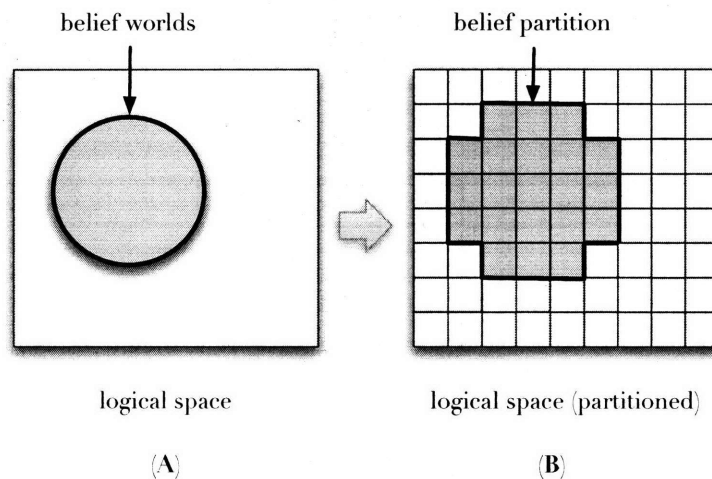 belief worlds
belief partition
logical space
logical space (partitioned)
(A)
(B)